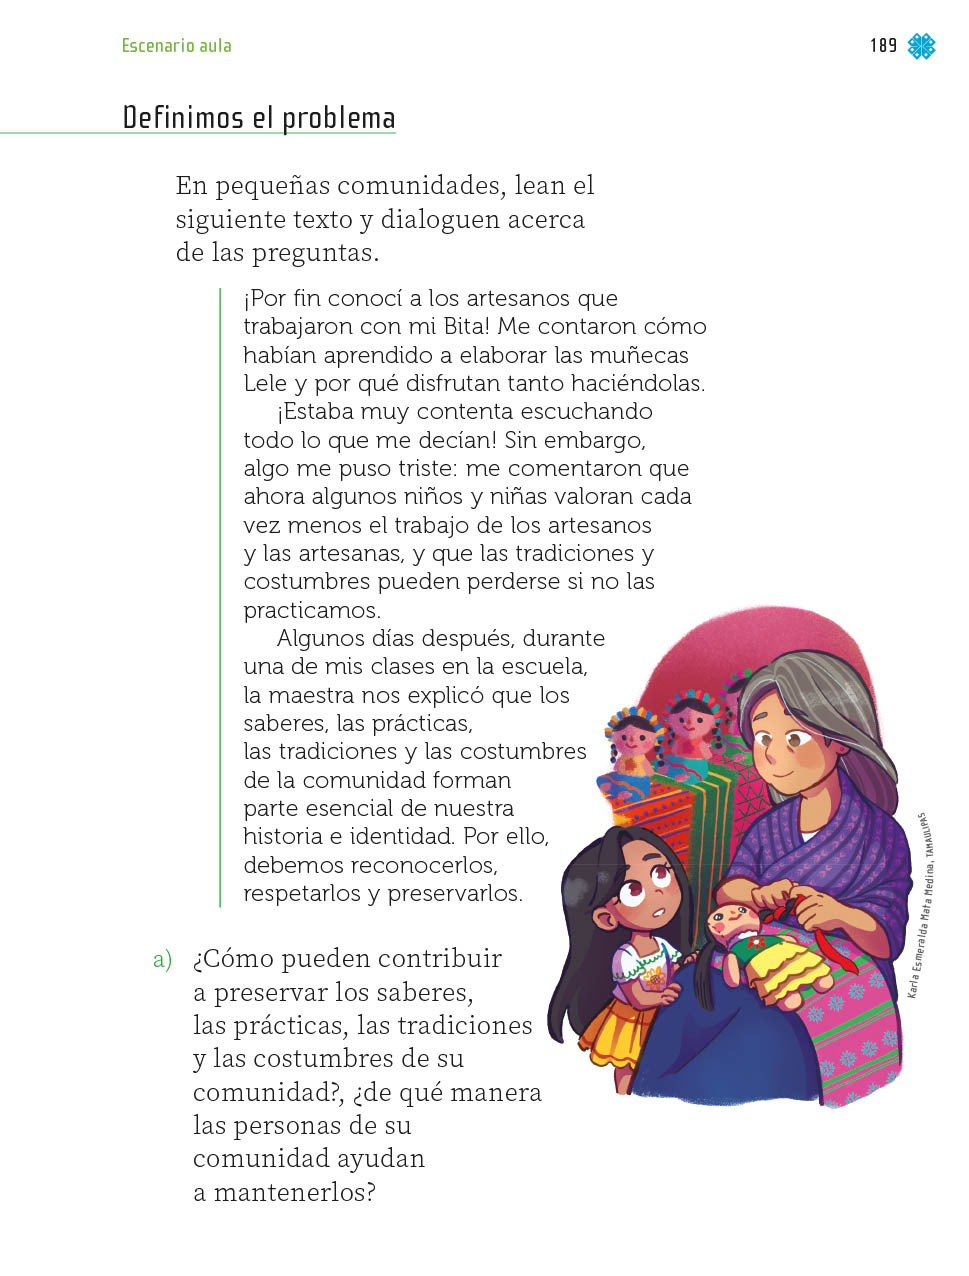 Escenario aula
189
Definimos el problema
En pequeñas comunidades, lean el
siguiente texto y dialoguen acerca
de las preguntas.
¡Por fin conocí a los artesanos que
trabajaron con mi Bita! Me contaron cómo
habían aprendido a elaborar las muñecas
Lele y por qué disfrutan tanto haciéndolas.
¡Estaba muy contenta escuchando
todo lo que me decían! Sin embargo,
algo me puso triste: me comentaron que
ahora algunos niños y niñas valoran cada
vez menos el trabajo de los artesanos
y las artesanas, y que las tradiciones y
costumbres pueden perderse si no las
practicamos.
Algunos días después, durante
una de mis clases en la escuela,
la maestra nos explicó que los
saberes, las prácticas,
las tradiciones y las costumbres
de la comunidad forman
parte esencial de nuestra
historia e identidad. Por ello,
debemos reconocerlos,
respetarlos y preservarlos.
Karla Esmeralda Mata Medina, TAMAULIPAS
a) ¿Cómo pueden contribuir
a preservar los saberes,
las prácticas, las tradiciones
y las costumbres de su
comunidad?, ¿de qué manera
las personas de su
comunidad ayudan
a mantenerlos?